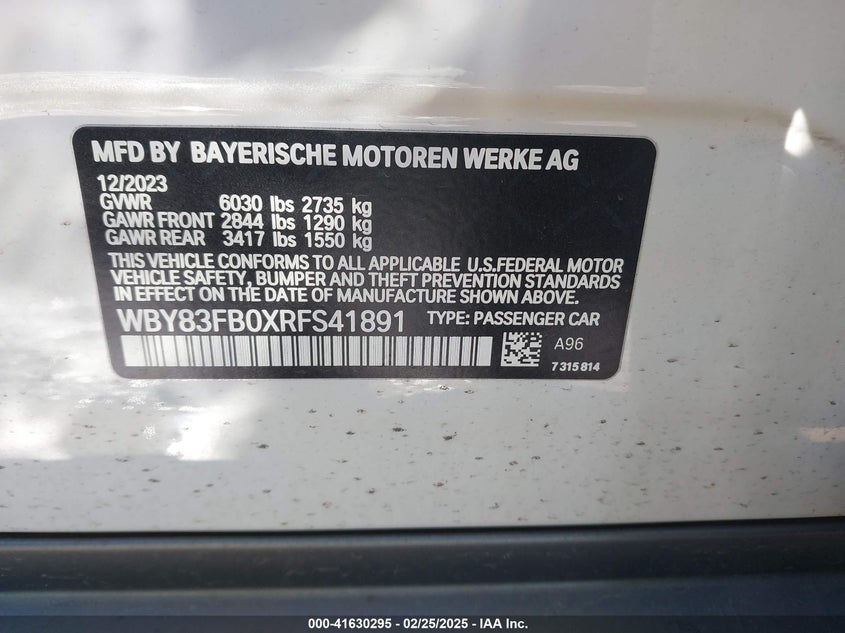 MFD BY BAYERISCHE MOTOREN WERKE AG
12/2023
GVWR 6030 lbs 2735 kg
GAWR FRONT 2844 lbs 1290 kg
GAWR REAR 3417 lbs 1550 kg
THIS VEHICLE CONFORMS TO ALL APPLICABLE U.S.FEDERAL MOTOR
VEHICLE SAFETY, BUMPER AND THEFT PREVENTION STANDARDS
IN EFFECT ON THE DATE OF MANUFACTURE SHOWN ABOVE.
WBY83FB0XRFS41891 TYPE: PASSENGER CAR
A96
7315814
000-41630295 - 02/25/2025 - IAA Inc.